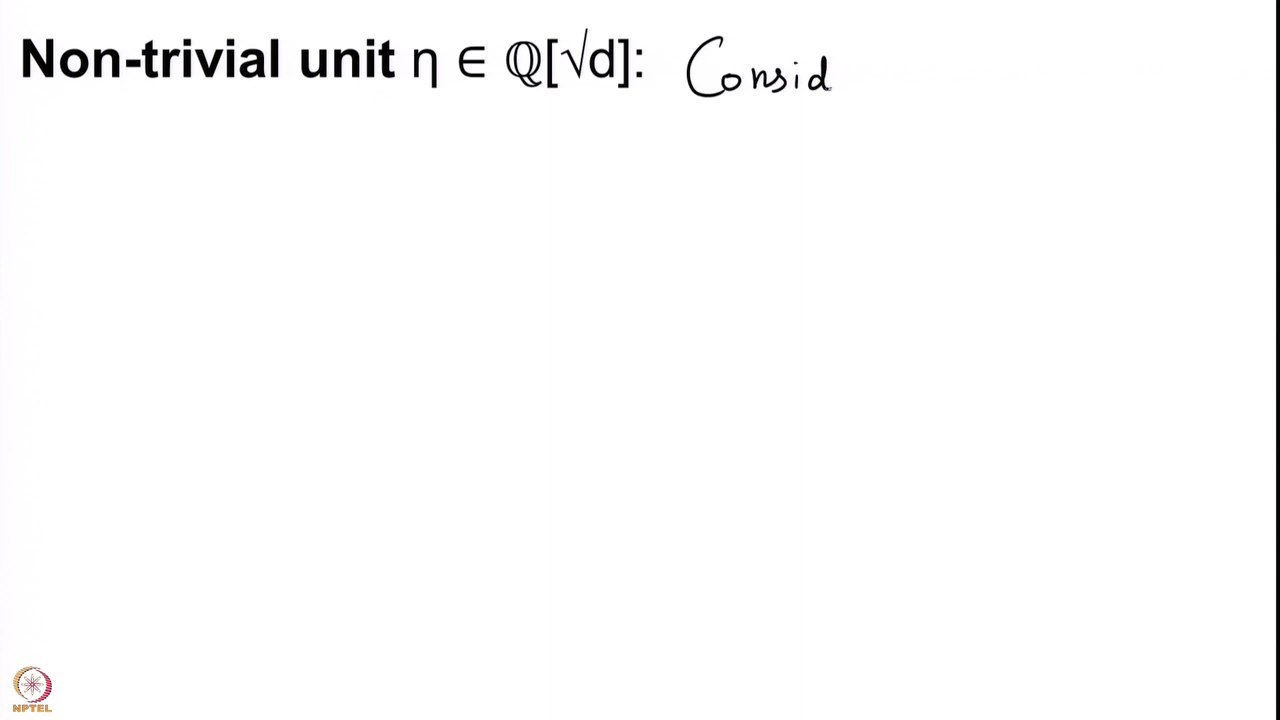 Non-trivial unit η ∈ ℚ[√d]: Consid
NPTEL